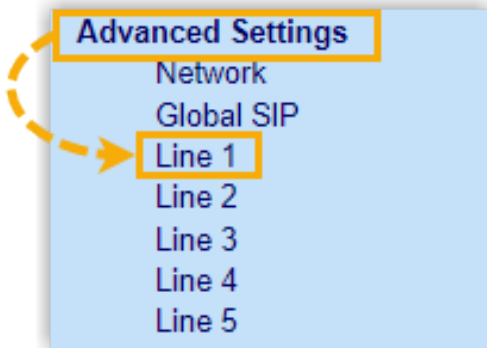 Advanced Settings
Network
Global SIP
Line 1
Line 2
Line 3
Line 4
Line 5